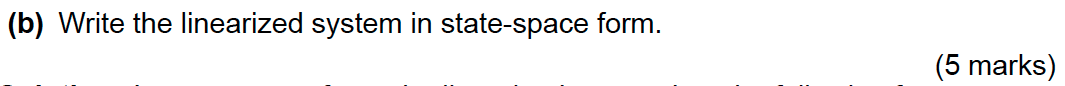 (b) Write the linearized system in state-space form.
(5 marks)